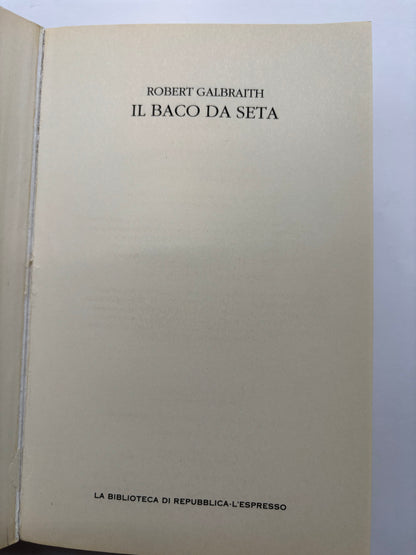 ROBERT GALBRAITH
IL BACO DA SETA
LA BIBLIOTECA DI REPUBBLICA-L'ESPRESSO